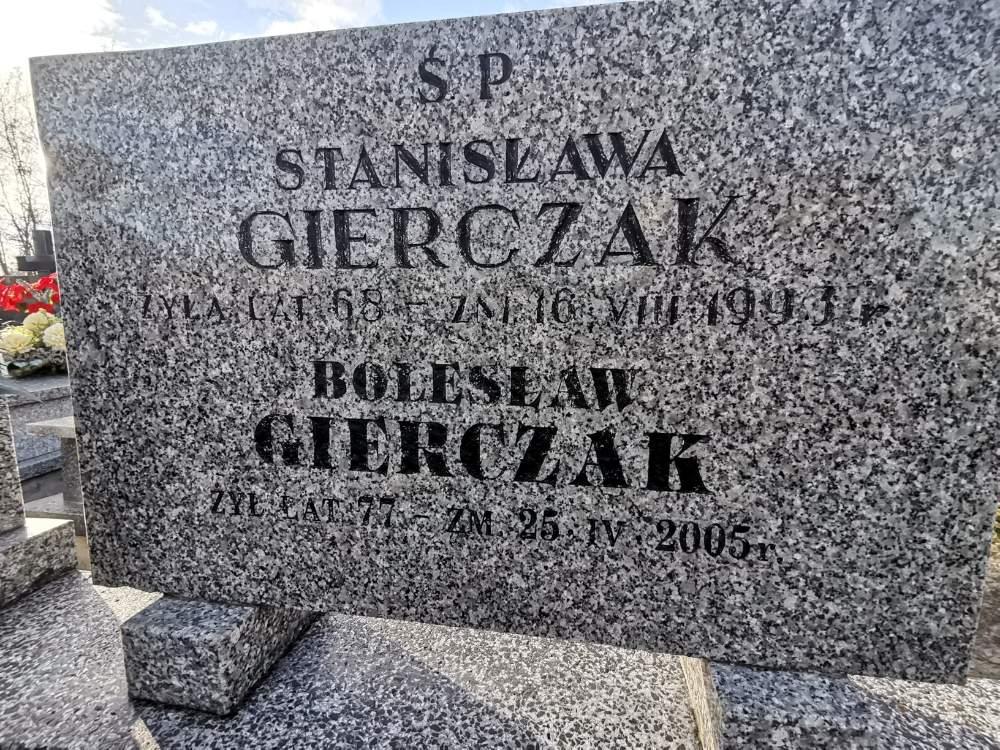 Ś P
STANISŁAWA
GIERCZAK
ŻYŁA LAT 68 – ZM 16 VIII 1993 r.
BOLESŁAW
GIERCZAK
ŻYŁ LAT 77 – ZM. 25 IV 2005 r.